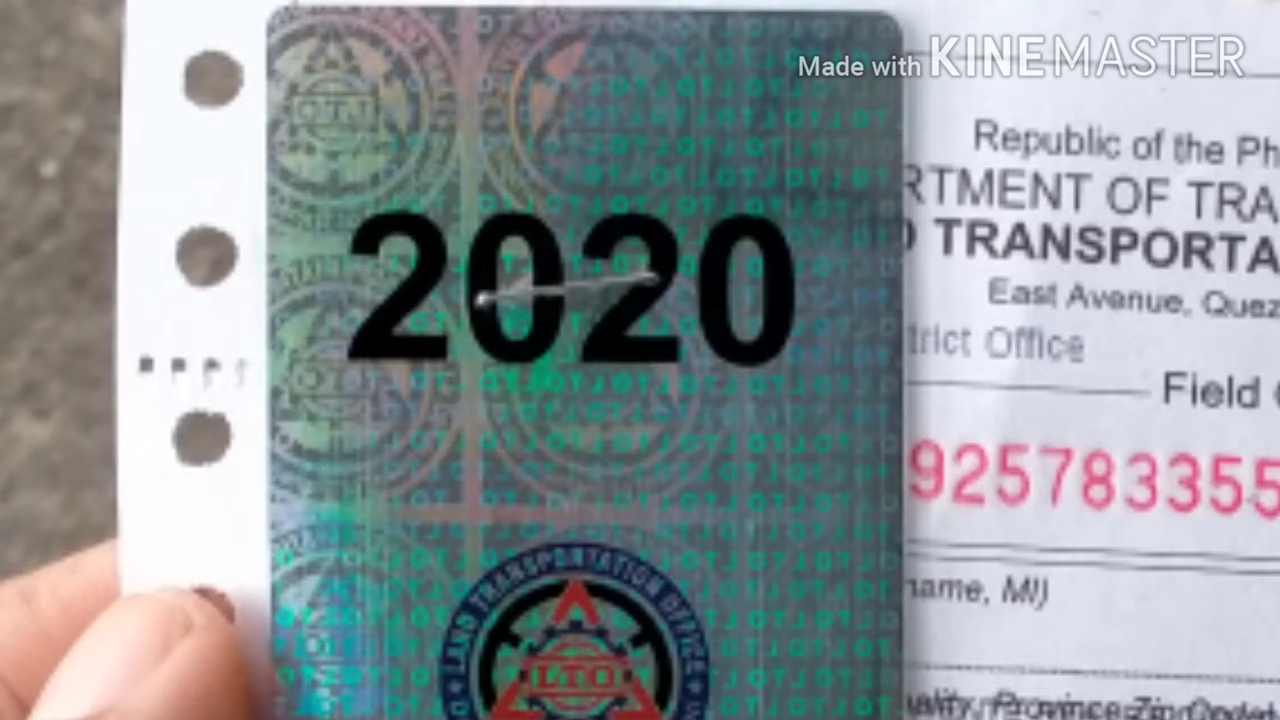 Made with KINEMASTER
Republic of the Ph
RTMENT OF TRA
TRANSPORTA
East Avenue, Quez
trict Office
Field
2020
925783355
LAND TRANSPORTATION OFFICE
LTO
name, MI)